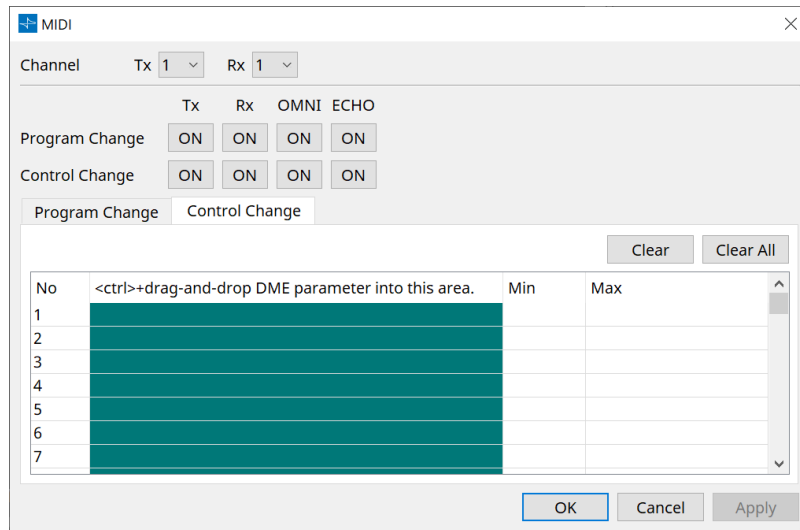 MIDI
Channel Tx 1 Rx 1
Tx Rx OMNI ECHO
Program Change ON ON ON ON
Control Change ON ON ON ON
Program Change Control Change
Clear Clear All
No <ctrl>+drag-and-drop DME parameter into this area. Min Max
1
2
3
4
5
6
7
OK Cancel Apply